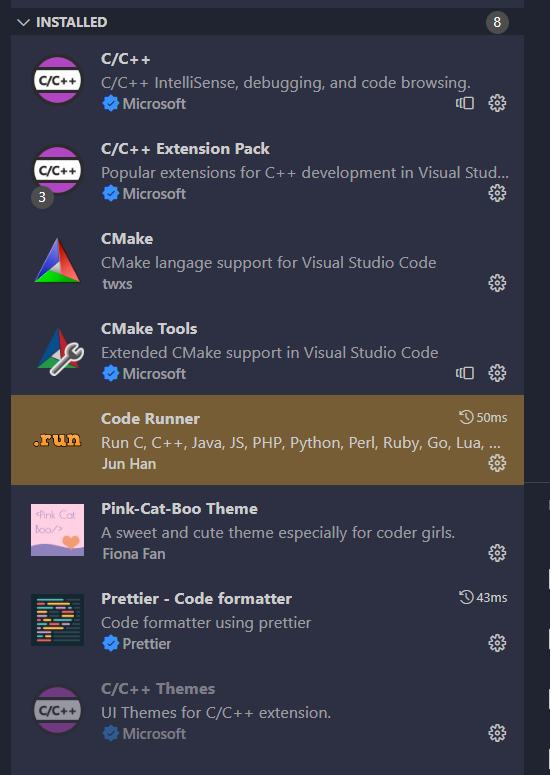 INSTALLED 8
C/C++
C/C++
C/C++ IntelliSense, debugging, and code browsing.
Microsoft
C/C++
3
C/C++ Extension Pack
Popular extensions for C++ development in Visual Stud...
Microsoft
CMake
CMake langage support for Visual Studio Code
twxs
CMake Tools
Extended CMake support in Visual Studio Code
Microsoft
.run
Code Runner 50ms
Run C, C++, Java, JS, PHP, Python, Perl, Ruby, Go, Lua, ...
Jun Han
<Pink Cat
Boo/>
Pink-Cat-Boo Theme
A sweet and cute theme especially for coder girls.
Fiona Fan
Prettier - Code formatter 43ms
Code formatter using prettier
Prettier
C/C++
C/C++ Themes
UI Themes for C/C++ extension.
Microsoft